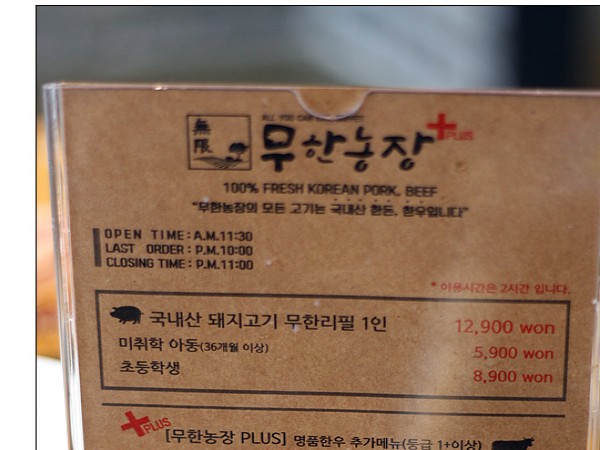 ALL YOU CAN EAT
無限
무한농장
PLUS
100% FRESH KOREAN PORK, BEEF
"무한농장의 모든 고기는 국내산 한돈, 한우입니다"
OPEN TIME : A.M.11:30
LAST ORDER : P.M.10:00
CLOSING TIME : P.M.11:00
* 이용시간은 2시간 입니다.
국내산 돼지고기 무한리필 1인 12,900 won
미취학 아동(36개월 이상) 5,900 won
초등학생 8,900 won
PLUS
[무한농장 PLUS] 명품한우 추가메뉴(등급 1+이상)